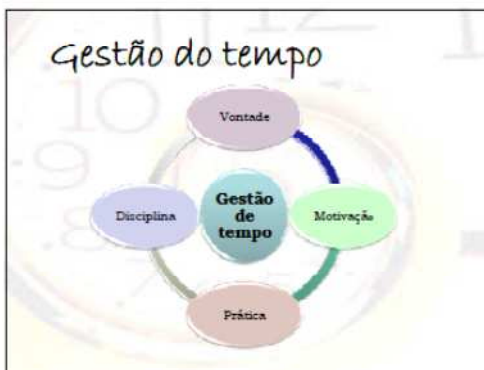 Gestão do tempo
Vontade
Disciplina
Gestão
de
tempo
Motivação
Prática